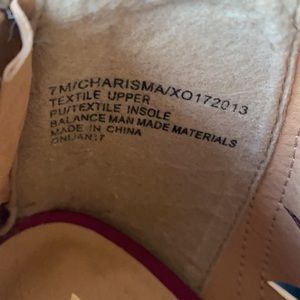 7M/CHARISMA/XO172013
TEXTILE UPPER
PU/TEXTILE INSOLE
BALANCE MAN MADE MATERIALS
MADE IN CHINA